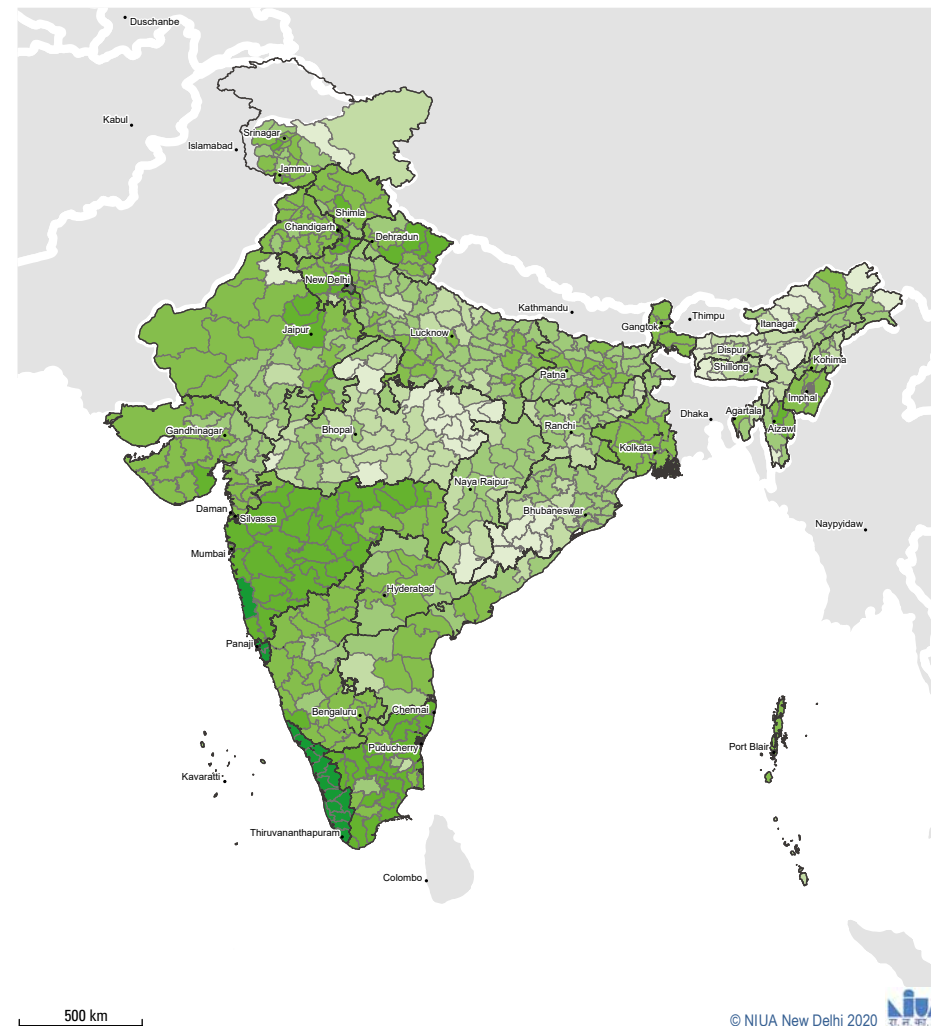 Duschanbe
Kabul
Srinagar
Islamabad
Jammu
Shimla
Chandigarh
Dehradun
New Delhi
Kathmandu
Thimpu
Gangtok
Itanagar
Jaipur
Lucknow
Dispur
Kohima
Shillong
Patna
Imphal
Dhaka
Agartala
Aizawl
Gandhinagar
Bhopal
Ranchi
Kolkata
Naya Raipur
Daman
Silvassa
Bhubaneswar
Naypyidaw
Mumbai
Hyderabad
Panaji
Bengaluru
Chennai
Puducherry
Port Blair
Kavaratti
Thiruvananthapuram
Colombo
500 km
© NIUA New Delhi 2020